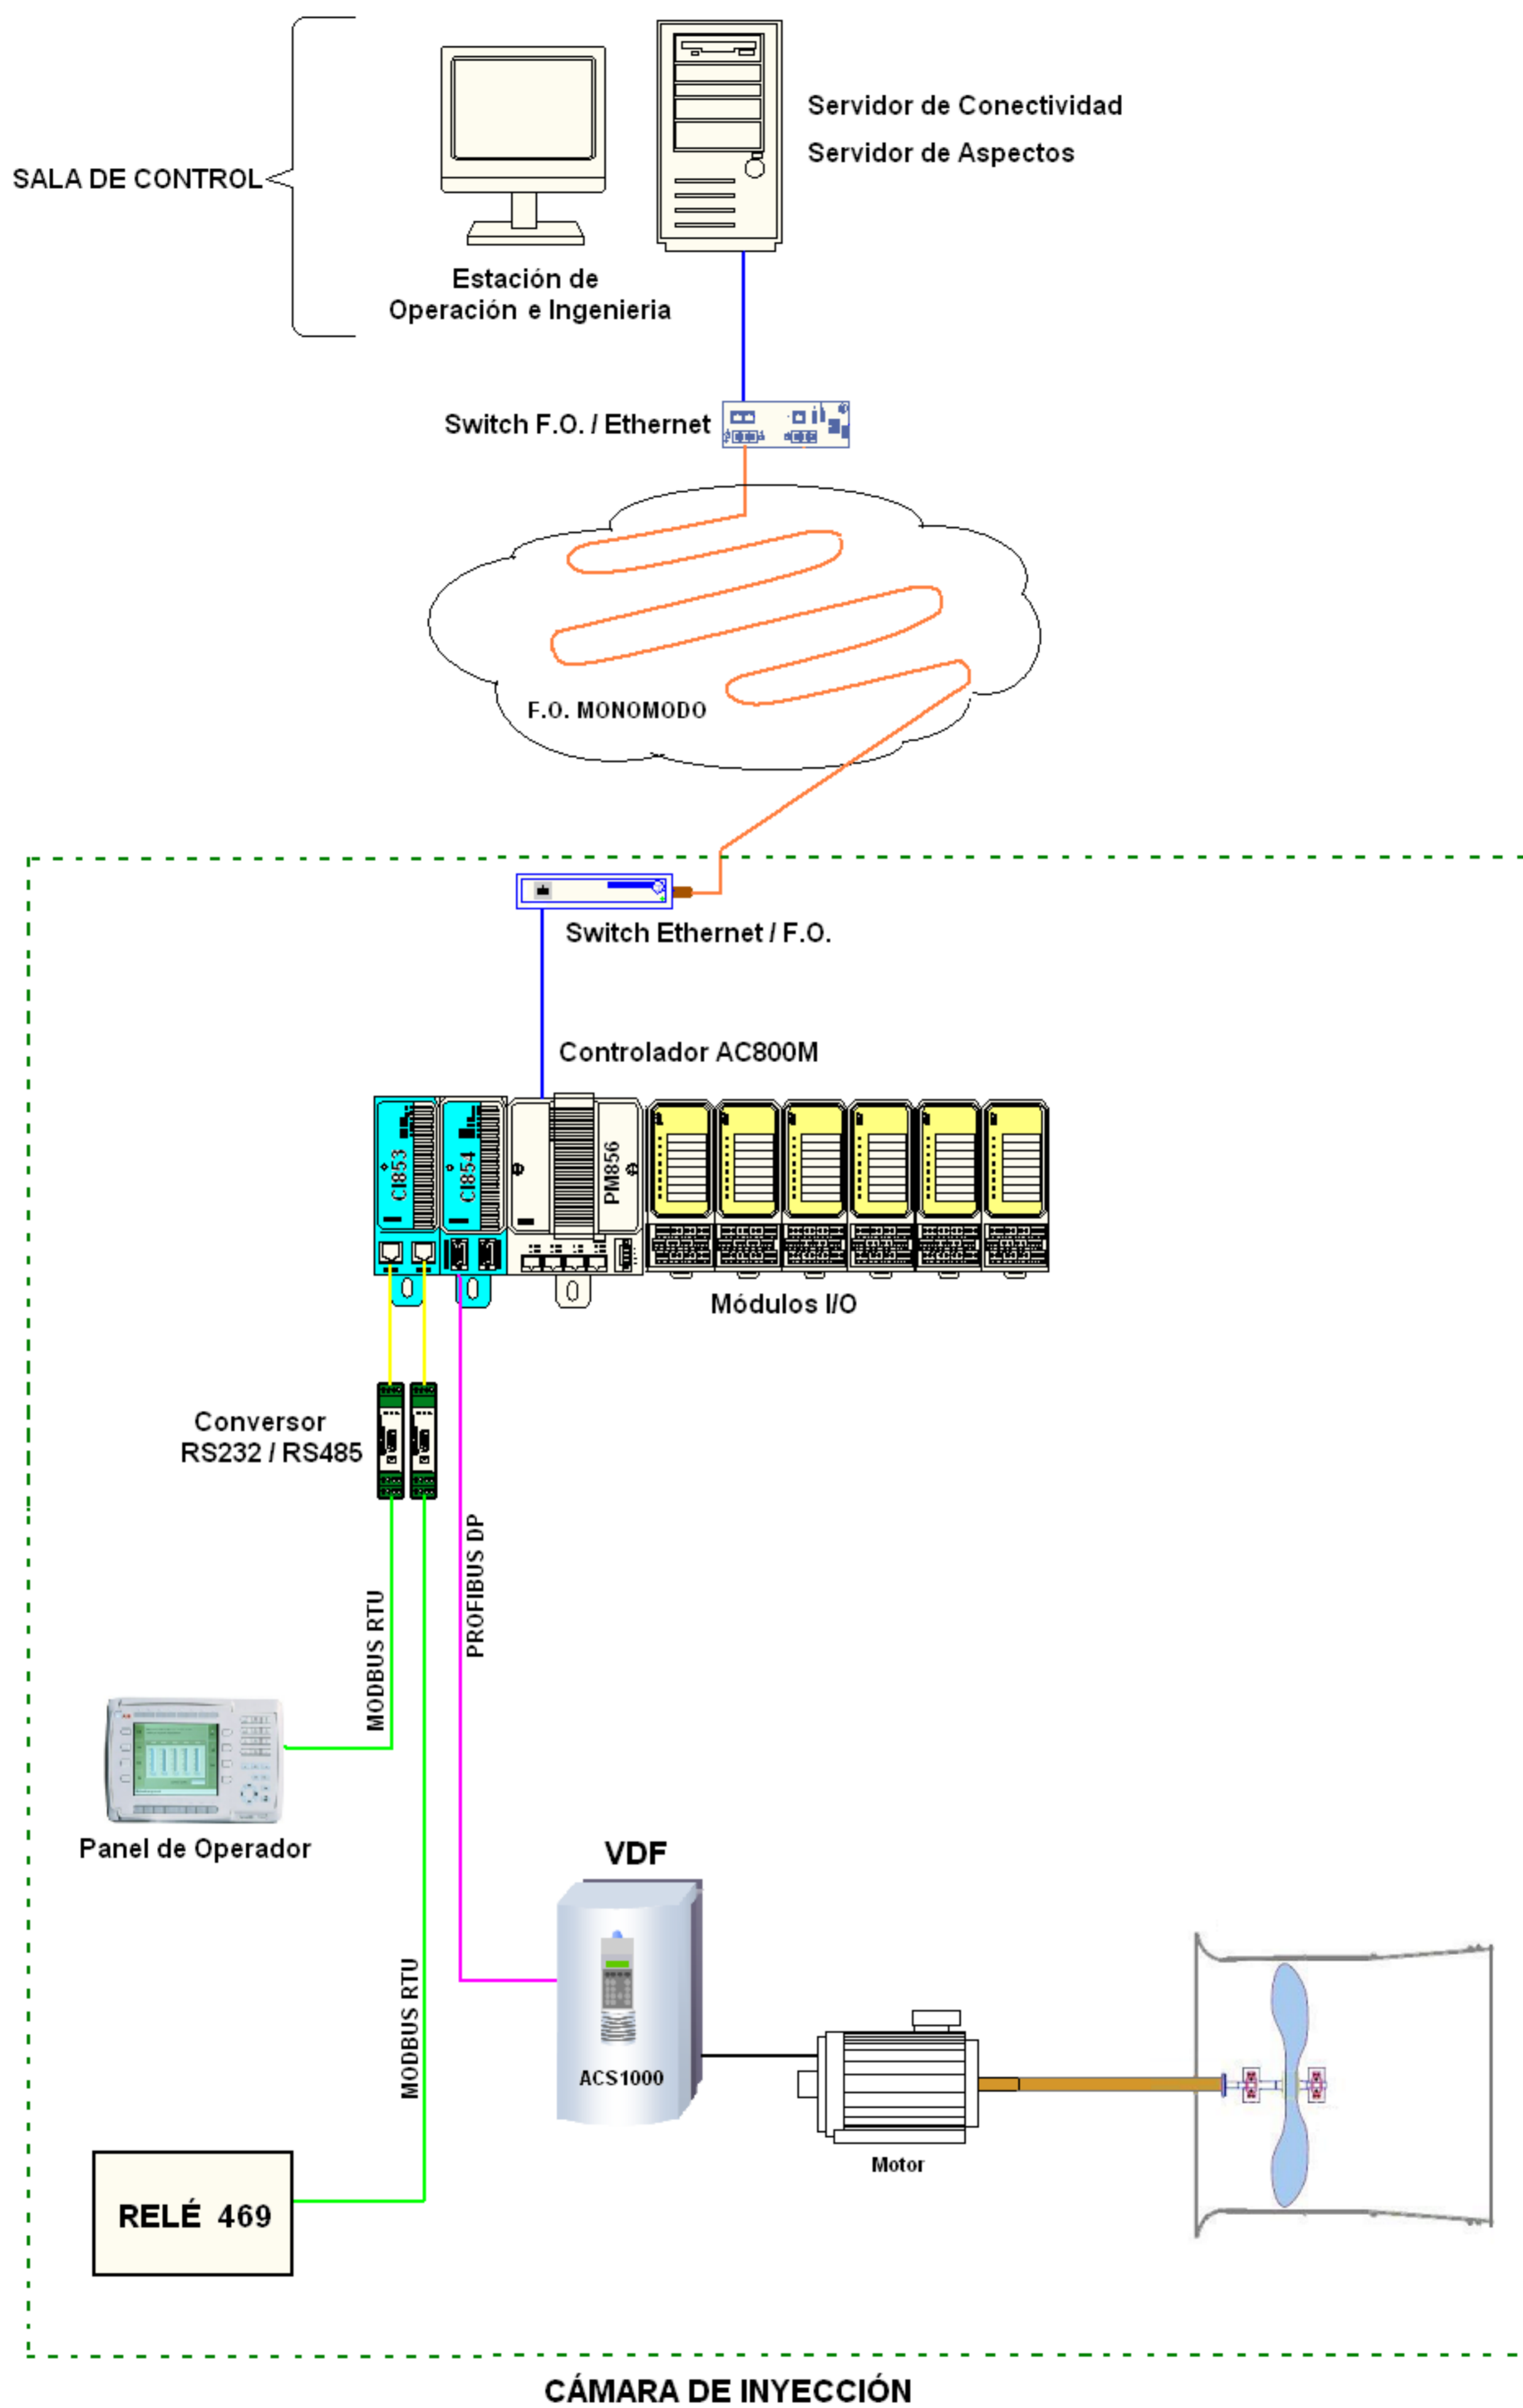 Servidor de Conectividad
Servidor de Aspectos
SALA DE CONTROL
Estación de
Operación e Ingenieria
Switch F.O. / Ethernet
F.O. MONOMODO
Switch Ethernet / F.O.
Controlador AC800M
CI853
CI854
PM856
Módulos I/O
Conversor
RS232 / RS485
PROFIBUS DP
MODBUS RTU
Panel de Operador
VDF
MODBUS RTU
ACS1000
Motor
RELÉ 469
CÁMARA DE INYECCIÓN